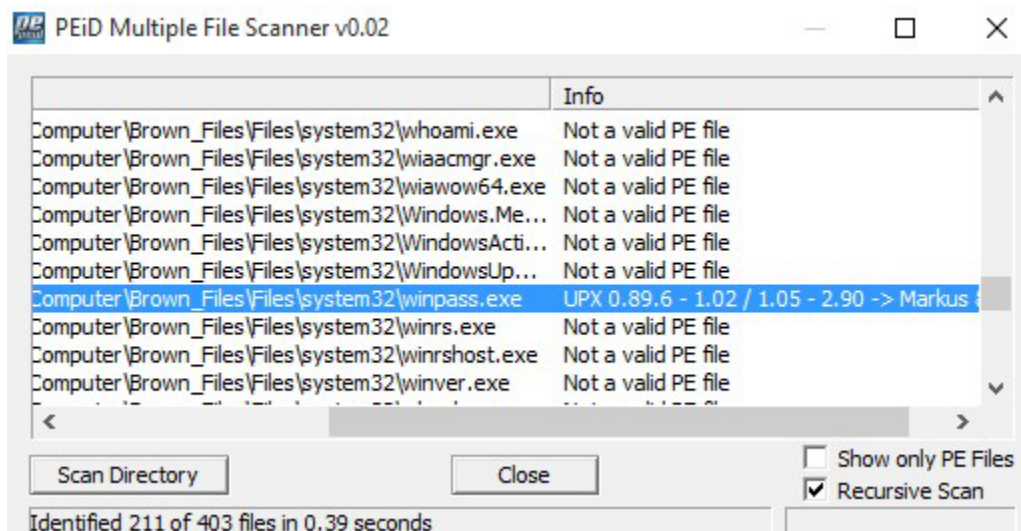 PEiD Multiple File Scanner v0.02
Info
Computer\Brown_Files\Files\system32\whoami.exe Not a valid PE file
Computer\Brown_Files\Files\system32\wiaacmgr.exe Not a valid PE file
Computer\Brown_Files\Files\system32\wiawow64.exe Not a valid PE file
Computer\Brown_Files\Files\system32\Windows.Me... Not a valid PE file
Computer\Brown_Files\Files\system32\WindowsActi... Not a valid PE file
Computer\Brown_Files\Files\system32\WindowsUp... Not a valid PE file
Computer\Brown_Files\Files\system32\winpass.exe UPX 0.89.6 - 1.02 / 1.05 - 2.90 -> Markus &
Computer\Brown_Files\Files\system32\winrs.exe Not a valid PE file
Computer\Brown_Files\Files\system32\winrshost.exe Not a valid PE file
Computer\Brown_Files\Files\system32\winver.exe Not a valid PE file
Scan Directory
Close
Show only PE Files
Recursive Scan
Identified 211 of 403 files in 0.39 seconds